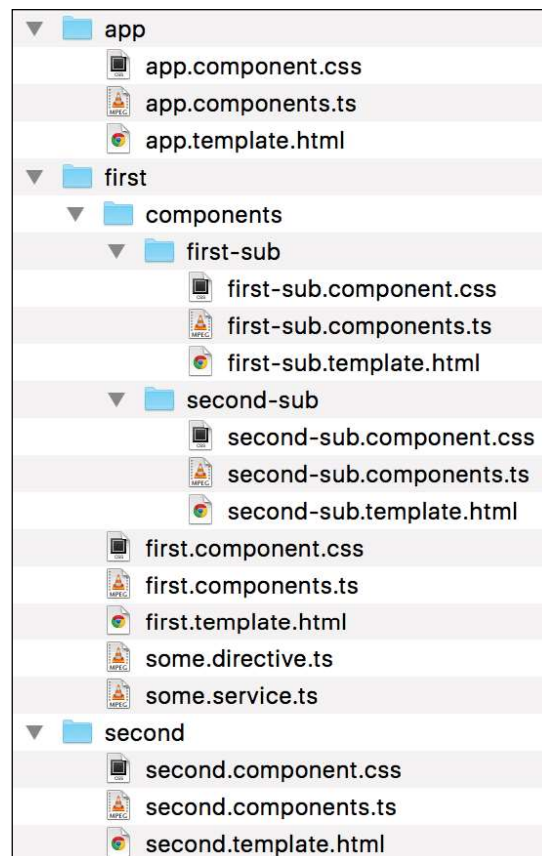 app
app.component.css
app.components.ts
app.template.html
first
components
first-sub
first-sub.component.css
first-sub.components.ts
first-sub.template.html
second-sub
second-sub.component.css
second-sub.components.ts
second-sub.template.html
first.component.css
first.components.ts
first.template.html
some.directive.ts
some.service.ts
second
second.component.css
second.components.ts
second.template.html